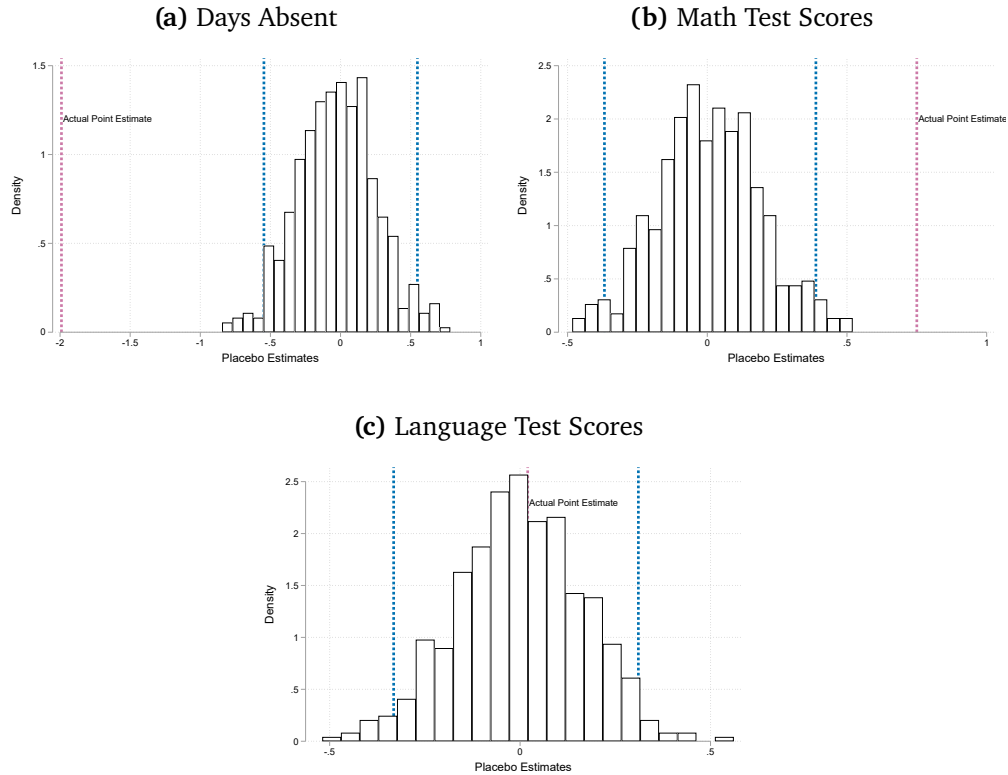 (a) Days Absent
1.5
1
.5
0
Density
Actual Point Estimate
-2
-1.5
-1
-.5
0
.5
1
Placebo Estimates
(b) Math Test Scores
2.5
2
1.5
1
.5
0
Density
Actual Point Estimate
-.5
0
.5
1
Placebo Estimates
(c) Language Test Scores
2.5
2
1.5
1
.5
0
Density
Actual Point Estimate
-.5
0
.5
Placebo Estimates